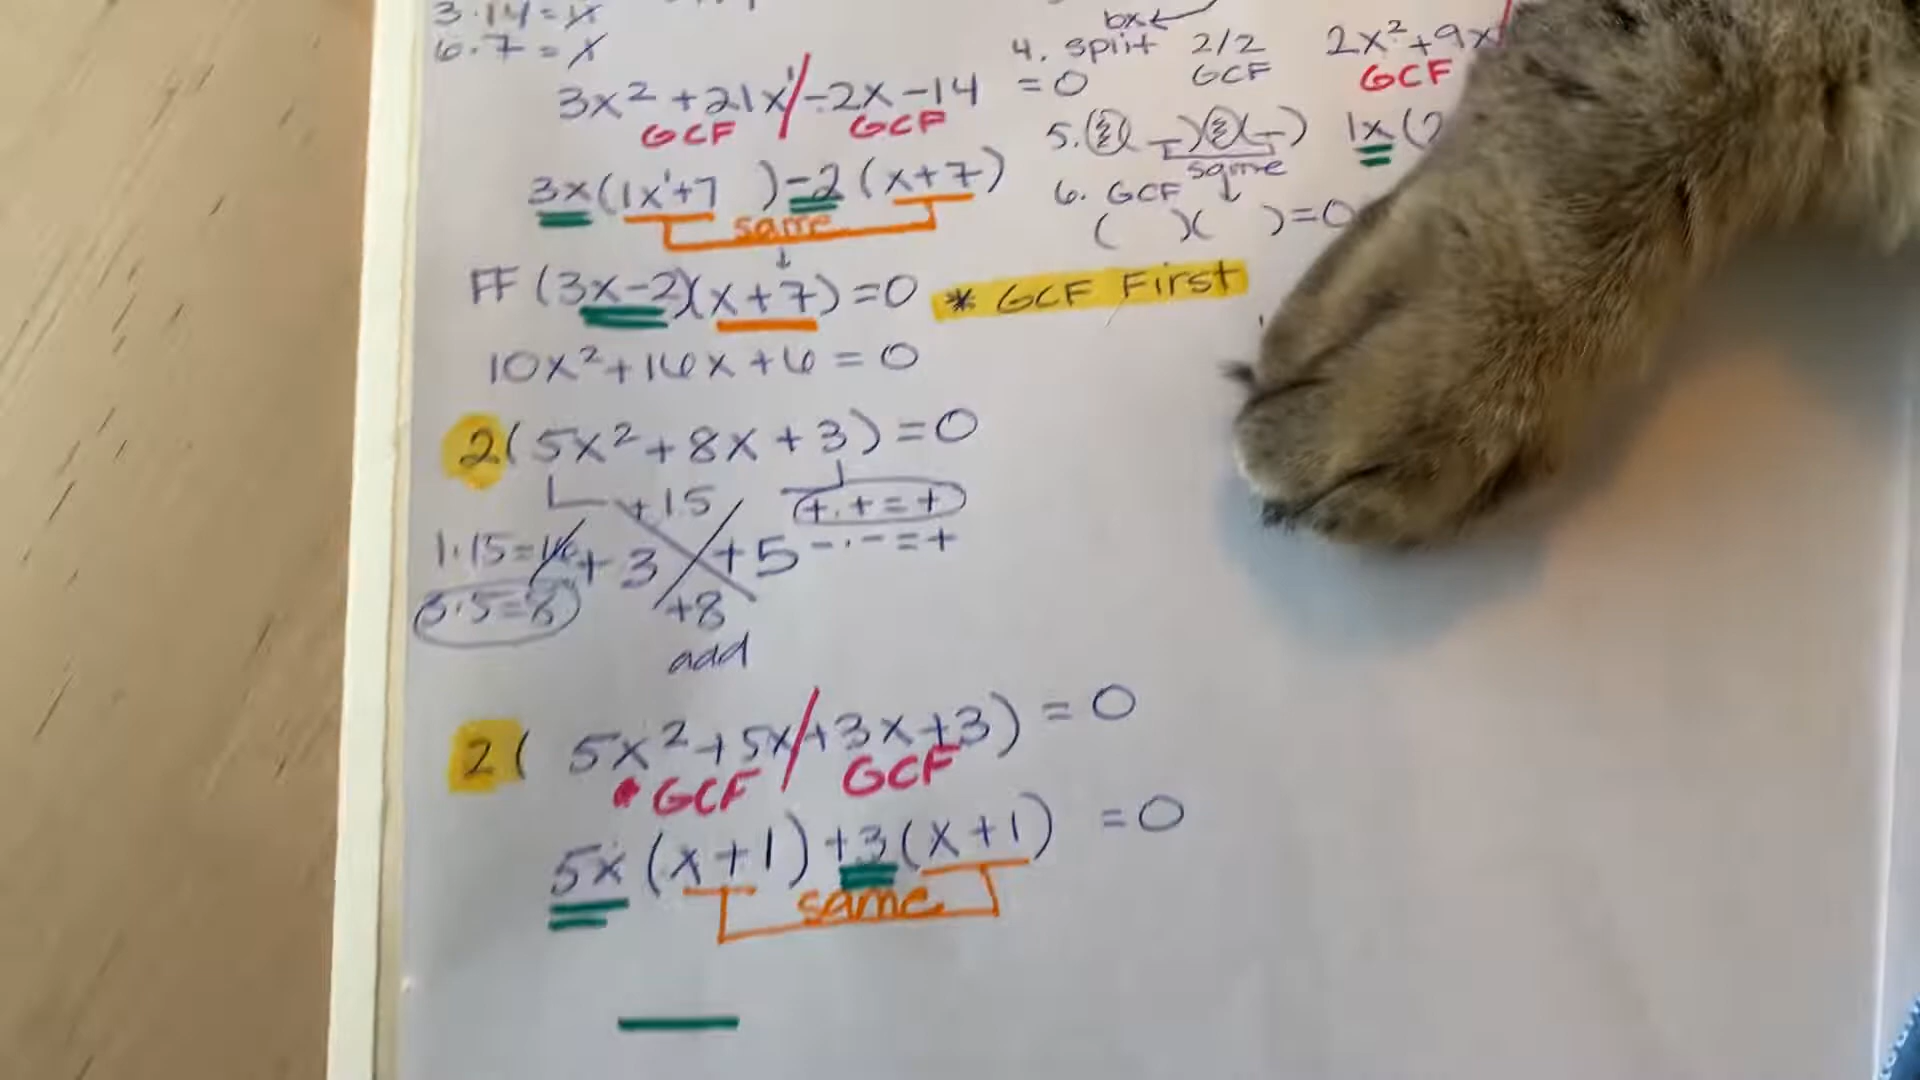 3.14=
6.7=
bx
4. split 2/2 2x²+9x
GCF GCF
3x²+21x/-2x-14 =0
GCF GCF
5. ( _ ) ( _ ) 1x(2
same
3x(1x+7 )-2(x+7)
same
6. GCF
( )( )=0
FF (3x-2)(x+7)=0 * GCF First
10x²+16x+6=0
2(5x²+8x+3)=0
+15 +.+=+
1.15=16 +3 +5 -.-=+
3.5=8 +8
add
2( 5x²+5x/+3x+3)=0
GCF GCF
5x(x+1)+3(x+1) =0
same